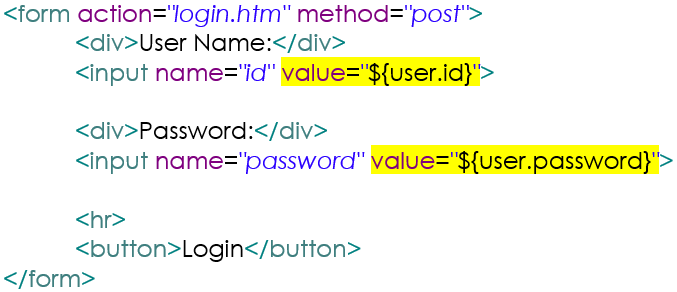 <form action="login.htm" method="post">
<div>User Name:</div>
<input name="id" value="${user.id}">
<div>Password:</div>
<input name="password" value="${user.password}">
<hr>
<button>Login</button>
</form>